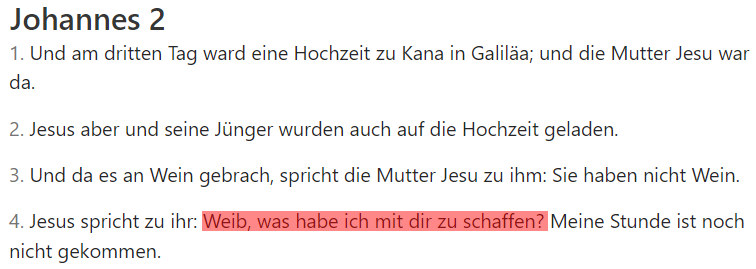 Johannes 2
1. Und am dritten Tag ward eine Hochzeit zu Kana in Galiläa; und die Mutter Jesu war
da.
2. Jesus aber und seine Jünger wurden auch auf die Hochzeit geladen.
3. Und da es an Wein gebrach, spricht die Mutter Jesu zu ihm: Sie haben nicht Wein.
4. Jesus spricht zu ihr: Weib, was habe ich mit dir zu schaffen? Meine Stunde ist noch
nicht gekommen.